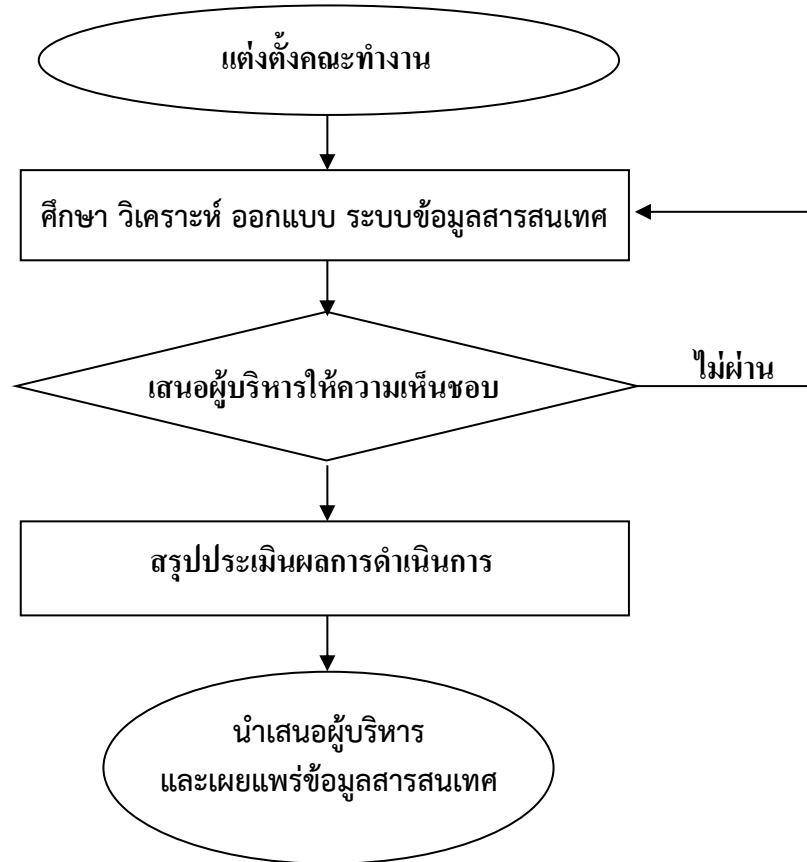 แต่งตั้งคณะทำงาน
ศึกษา วิเคราะห์ ออกแบบ ระบบข้อมูลสารสนเทศ
เสนอผู้บริหารให้ความเห็นชอบ
ไม่ผ่าน
สรุปประเมินผลการดำเนินการ
นำเสนอผู้บริหาร
และเผยแพร่ข้อมูลสารสนเทศ